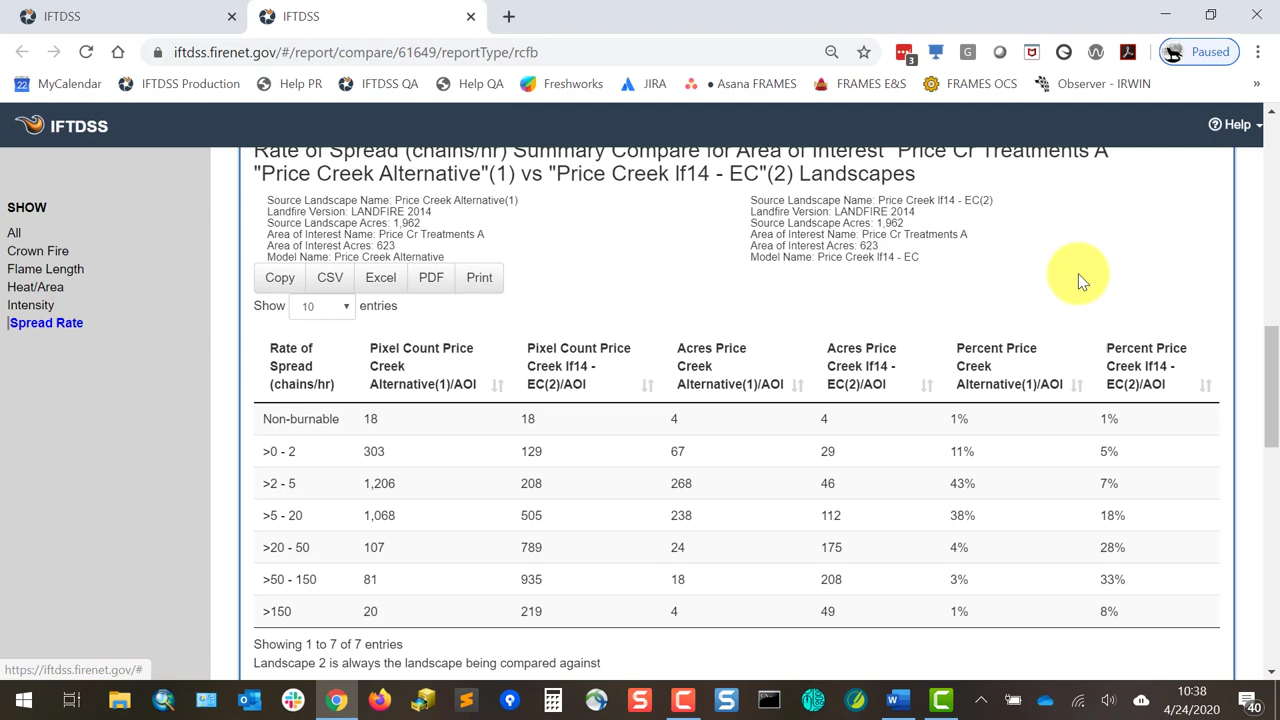 IFTDSS
IFTDSS
iftdss.firenet.gov/#/report/compare/61649/reportType/rcfb
3
G
Paused
22 MyCalendar
IFTDSS Production
Help PR
IFTDSS QA
Help QA
Freshworks
JIRA
• Asana FRAMES
FRAMES E&S
FRAMES OCS
Observer - IRWIN
»
IFTDSS
? Help
SHOW
All
Crown Fire
Flame Length
Heat/Area
Intensity
Spread Rate
Rate of Spread (chains/hr) Summary Compare for Area of Interest "Price Cr Treatments A"
"Price Creek Alternative"(1) vs "Price Creek lf14 - EC"(2) Landscapes
Source Landscape Name: Price Creek Alternative(1)
Landfire Version: LANDFIRE 2014
Source Landscape Acres: 1,962
Area of Interest Name: Price Cr Treatments A
Area of Interest Acres: 623
Model Name: Price Creek Alternative
Source Landscape Name: Price Creek lf14 - EC(2)
Landfire Version: LANDFIRE 2014
Source Landscape Acres: 1,962
Area of Interest Name: Price Cr Treatments A
Area of Interest Acres: 623
Model Name: Price Creek lf14 - EC
Copy CSV Excel PDF Print
Show 10 entries
Rate of Spread (chains/hr)
Pixel Count Price Creek Alternative(1)/AOI
Pixel Count Price Creek lf14 - EC(2)/AOI
Acres Price Creek Alternative(1)/AOI
Acres Price Creek lf14 - EC(2)/AOI
Percent Price Creek Alternative(1)/AOI
Percent Price Creek lf14 - EC(2)/AOI
Non-burnable 18 18 4 4 1% 1%
>0 - 2 303 129 67 29 11% 5%
>2 - 5 1,206 208 268 46 43% 7%
>5 - 20 1,068 505 238 112 38% 18%
>20 - 50 107 789 24 175 4% 28%
>50 - 150 81 935 18 208 3% 33%
>150 20 219 4 49 1% 8%
Showing 1 to 7 of 7 entries
Landscape 2 is always the landscape being compared against
https://iftdss.firenet.gov/#
10:38
4/24/2020
40